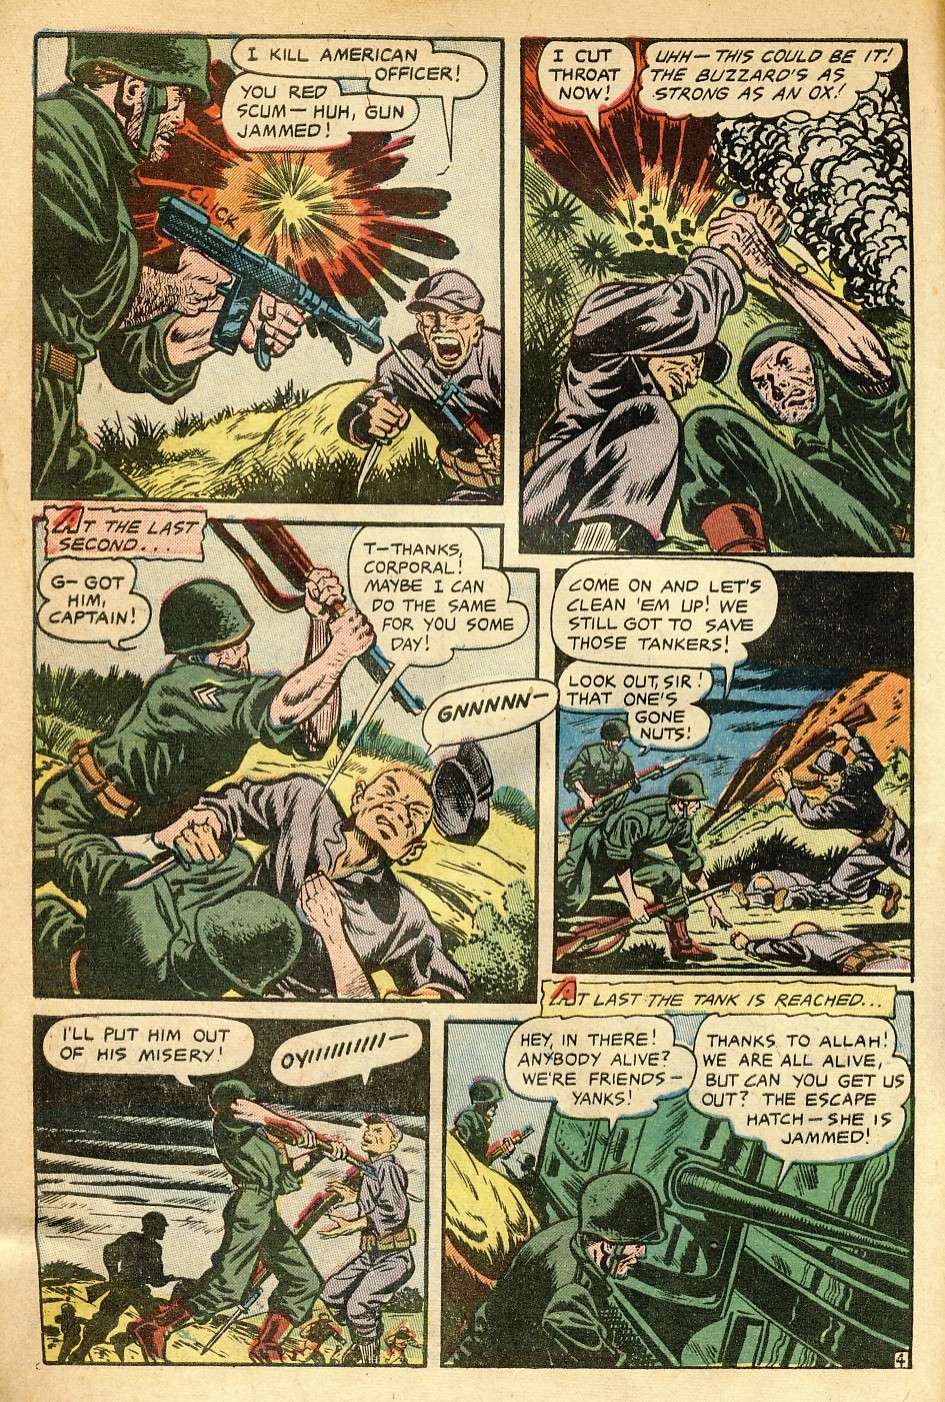 I KILL AMERICAN
OFFICER!
YOU RED
SCUM—HUH, GUN
JAMMED!
CLICK
I CUT
THROAT
NOW!
UHH—THIS COULD BE IT!
THE BUZZARD'S AS
STRONG AS AN OX!
AT THE LAST
SECOND...
G-GOT
HIM,
CAPTAIN!
T-THANKS,
CORPORAL!
MAYBE I CAN
DO THE SAME
FOR YOU SOME
DAY!
GNNNNN—
COME ON AND LET'S
CLEAN 'EM UP! WE
STILL GOT TO SAVE
THOSE TANKERS!
LOOK OUT, SIR!
THAT ONE'S
GONE
NUTS!
I'LL PUT HIM OUT
OF HIS MISERY!
OYIIIIIIIIII—
AT LAST THE TANK IS REACHED...
HEY, IN THERE!
ANYBODY ALIVE?
WE'RE FRIENDS—
YANKS!
THANKS TO ALLAH!
WE ARE ALL ALIVE,
BUT CAN YOU GET US
OUT? THE ESCAPE
HATCH—SHE IS
JAMMED!
4